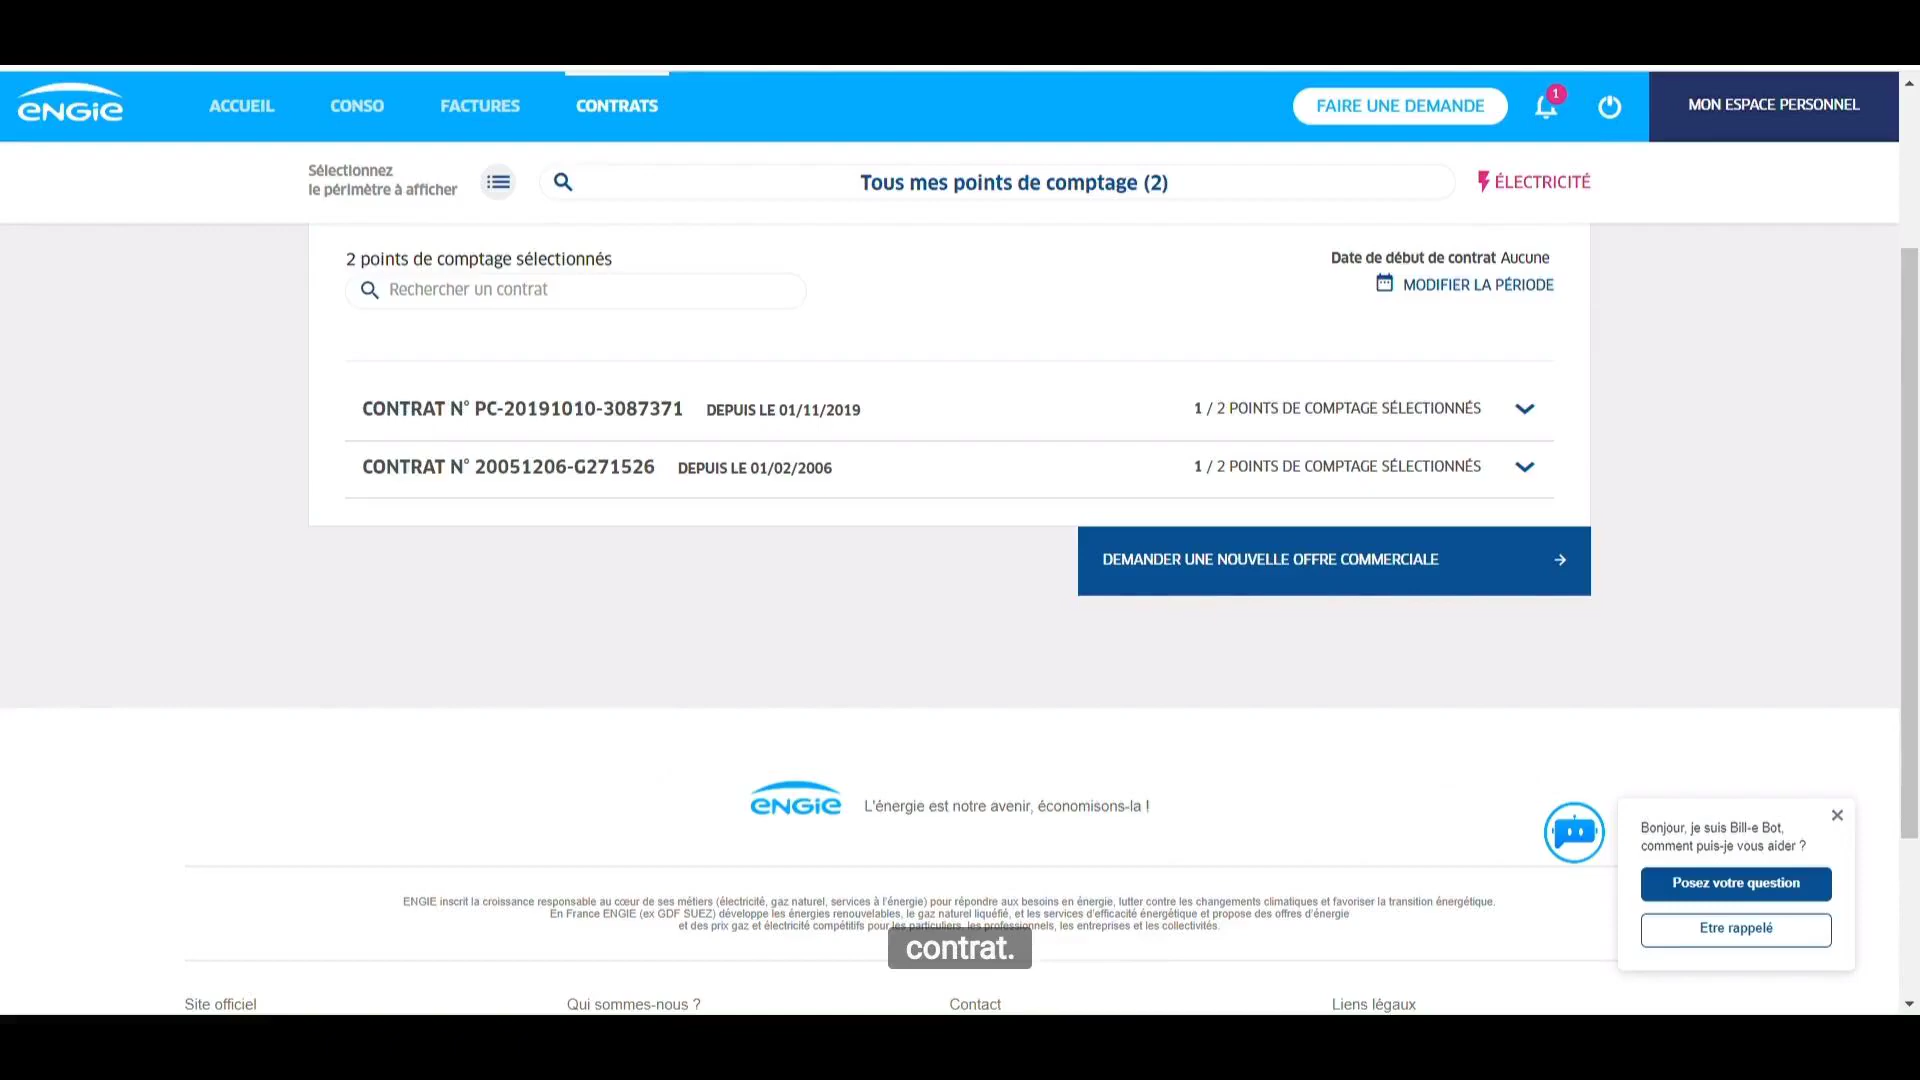 ENGIE
ACCUEIL
CONSO
FACTURES
CONTRATS
FAIRE UNE DEMANDE
1
MON ESPACE PERSONNEL
Sélectionnez
le périmètre à afficher
Tous mes points de comptage (2)
ÉLECTRICITÉ
2 points de comptage sélectionnés
Date de début de contrat Aucune
Rechercher un contrat
MODIFIER LA PÉRIODE
CONTRAT N° PC-20191010-3087371 DEPUIS LE 01/11/2019 1 / 2 POINTS DE COMPTAGE SÉLECTIONNÉS
CONTRAT N° 20051206-G271526 DEPUIS LE 01/02/2006 1 / 2 POINTS DE COMPTAGE SÉLECTIONNÉS
DEMANDER UNE NOUVELLE OFFRE COMMERCIALE
ENGIE
L'énergie est notre avenir, économisons-la !
Bonjour, je suis Bill-e Bot,
comment puis-je vous aider ?
Posez votre question
Etre rappelé
ENGIE inscrit la croissance responsable au cœur de ses métiers (électricité, gaz naturel, services à l'énergie) pour répondre aux besoins en énergie, lutter contre les changements climatiques et favoriser la transition énergétique.
En France ENGIE (ex GDF SUEZ) développe les énergies renouvelables, le gaz naturel liquéfié, et les services d'efficacité énergétique et propose des offres d'énergie
et des prix gaz et électricité compétitifs pour les particuliers, les professionnels, les entreprises et les collectivités.
contrat.
Site officiel
Qui sommes-nous ?
Contact
Liens légaux